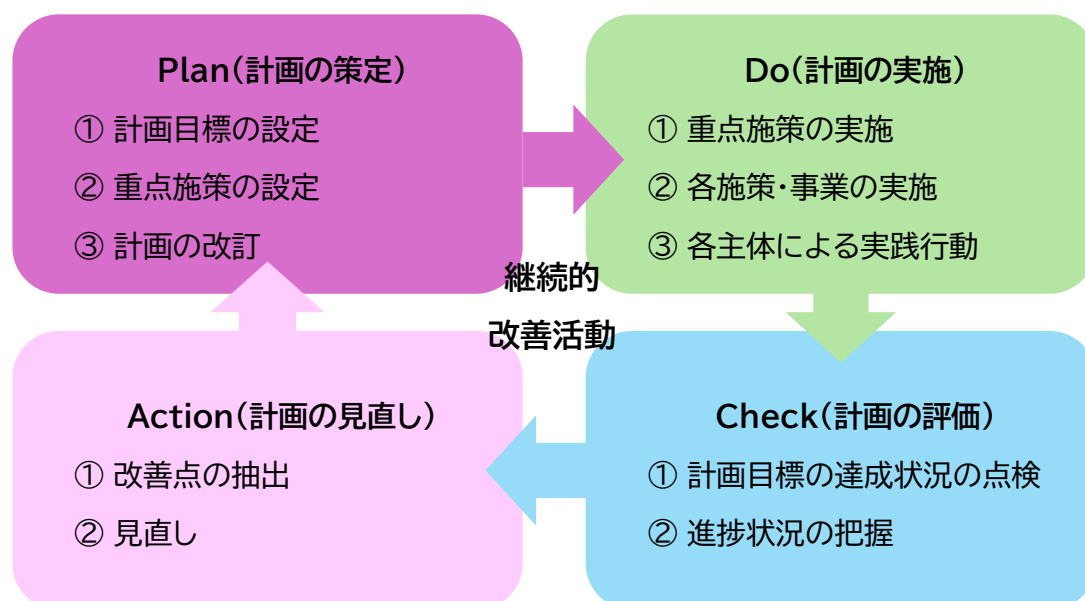 Plan(計画の策定)
① 計画目標の設定
② 重点施策の設定
③ 計画の改訂
Do(計画の実施)
① 重点施策の実施
② 各施策・事業の実施
③ 各主体による実践行動
継続的
改善活動
Action(計画の見直し)
① 改善点の抽出
② 見直し
Check(計画の評価)
① 計画目標の達成状況の点検
② 進捗状況の把握